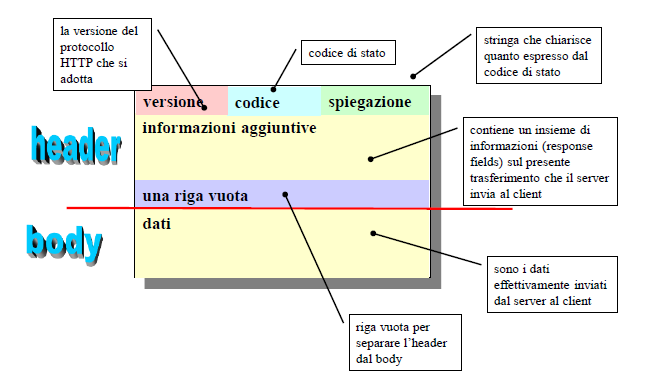 la versione del
protocollo
HTTP che si
adotta
codice di stato
stringa che chiarisce
quanto espresso dal
codice di stato
versione
codice
spiegazione
informazioni aggiuntive
header
contiene un insieme di
informazioni (response
fields) sul presente
trasferimento che il server
invia al client
una riga vuota
body
dati
sono i dati
effettivamente inviati
dal server al client
riga vuota per
separare l'header
dal body